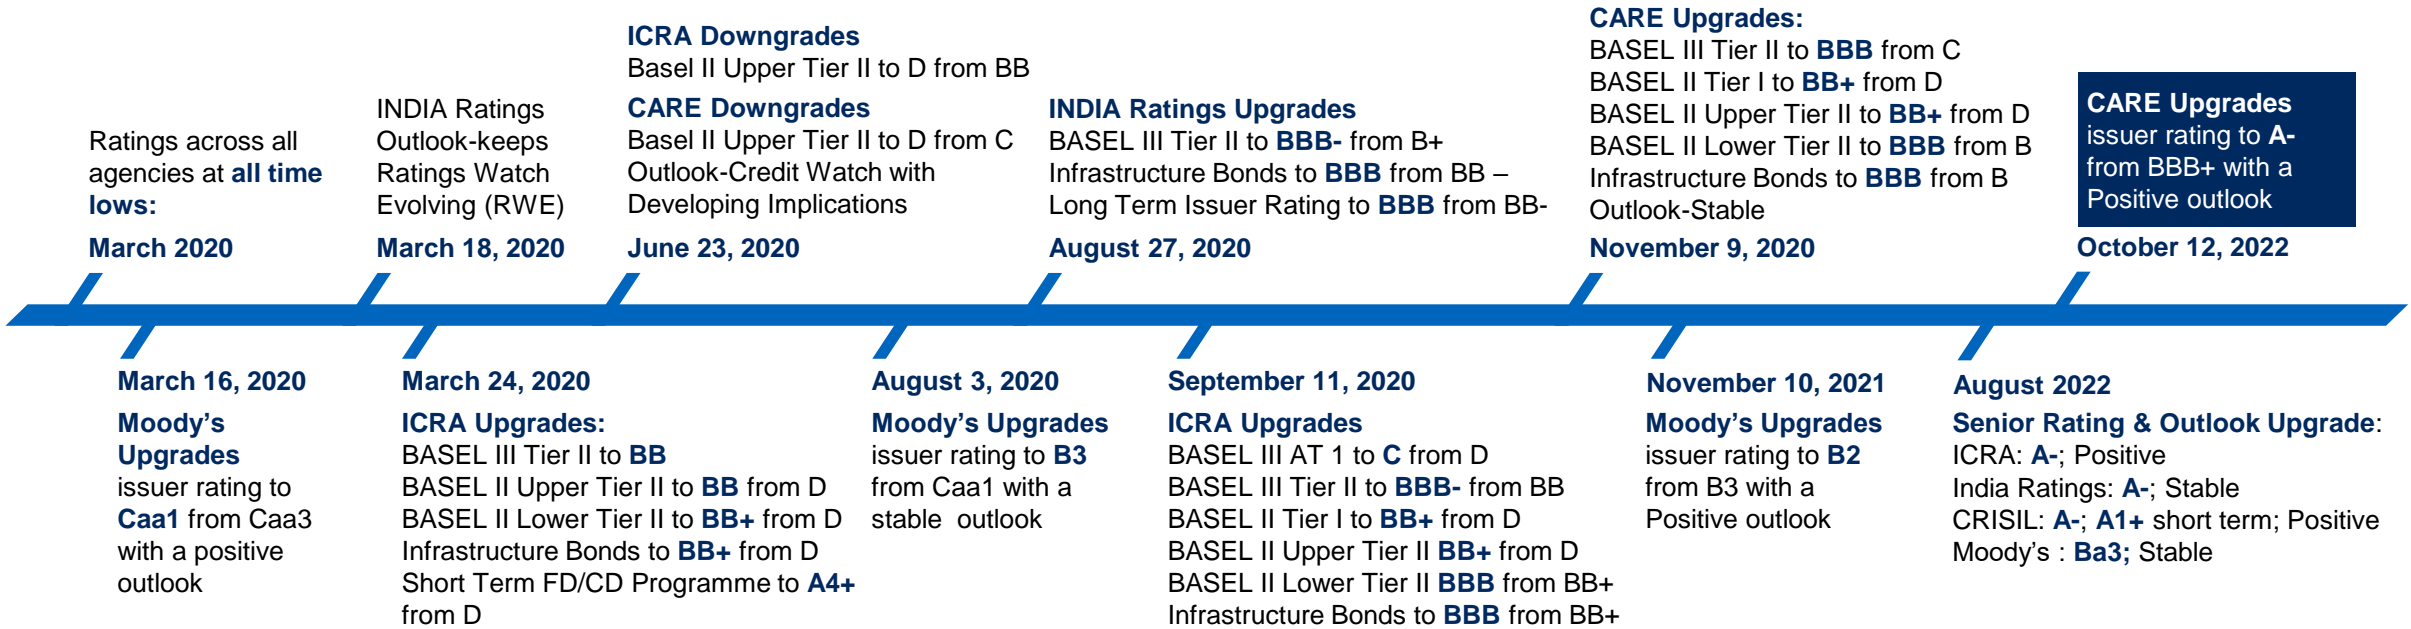 Ratings across all
agencies at all time
lows:
March 2020
March 16, 2020
Moody’s
Upgrades
issuer rating to
Caa1 from Caa3
with a positive
outlook
INDIA Ratings
Outlook-keeps
Ratings Watch
Evolving (RWE)
March 18, 2020
March 24, 2020
ICRA Upgrades:
BASEL III Tier II to BB
BASEL II Upper Tier II to BB from D
BASEL II Lower Tier II to BB+ from D
Infrastructure Bonds to BB+ from D
Short Term FD/CD Programme to A4+
from D
ICRA Downgrades
Basel II Upper Tier II to D from BB
CARE Downgrades
Basel II Upper Tier II to D from C
Outlook-Credit Watch with
Developing Implications
June 23, 2020
August 3, 2020
Moody’s Upgrades
issuer rating to B3
from Caa1 with a
stable outlook
INDIA Ratings Upgrades
BASEL III Tier II to BBB- from B+
Infrastructure Bonds to BBB from BB –
Long Term Issuer Rating to BBB from BB-
August 27, 2020
September 11, 2020
ICRA Upgrades
BASEL III AT 1 to C from D
BASEL III Tier II to BBB- from BB
BASEL II Tier I to BB+ from D
BASEL II Upper Tier II BB+ from D
BASEL II Lower Tier II BBB from BB+
Infrastructure Bonds to BBB from BB+
CARE Upgrades:
BASEL III Tier II to BBB from C
BASEL II Tier I to BB+ from D
BASEL II Upper Tier II to BB+ from D
BASEL II Lower Tier II to BBB from B
Infrastructure Bonds to BBB from B
Outlook-Stable
November 9, 2020
November 10, 2021
Moody’s Upgrades
issuer rating to B2
from B3 with a
Positive outlook
August 2022
Senior Rating & Outlook Upgrade:
ICRA: A-; Positive
India Ratings: A-; Stable
CRISIL: A-; A1+ short term; Positive
Moody’s : Ba3; Stable
CARE Upgrades
issuer rating to A-
from BBB+ with a
Positive outlook
October 12, 2022